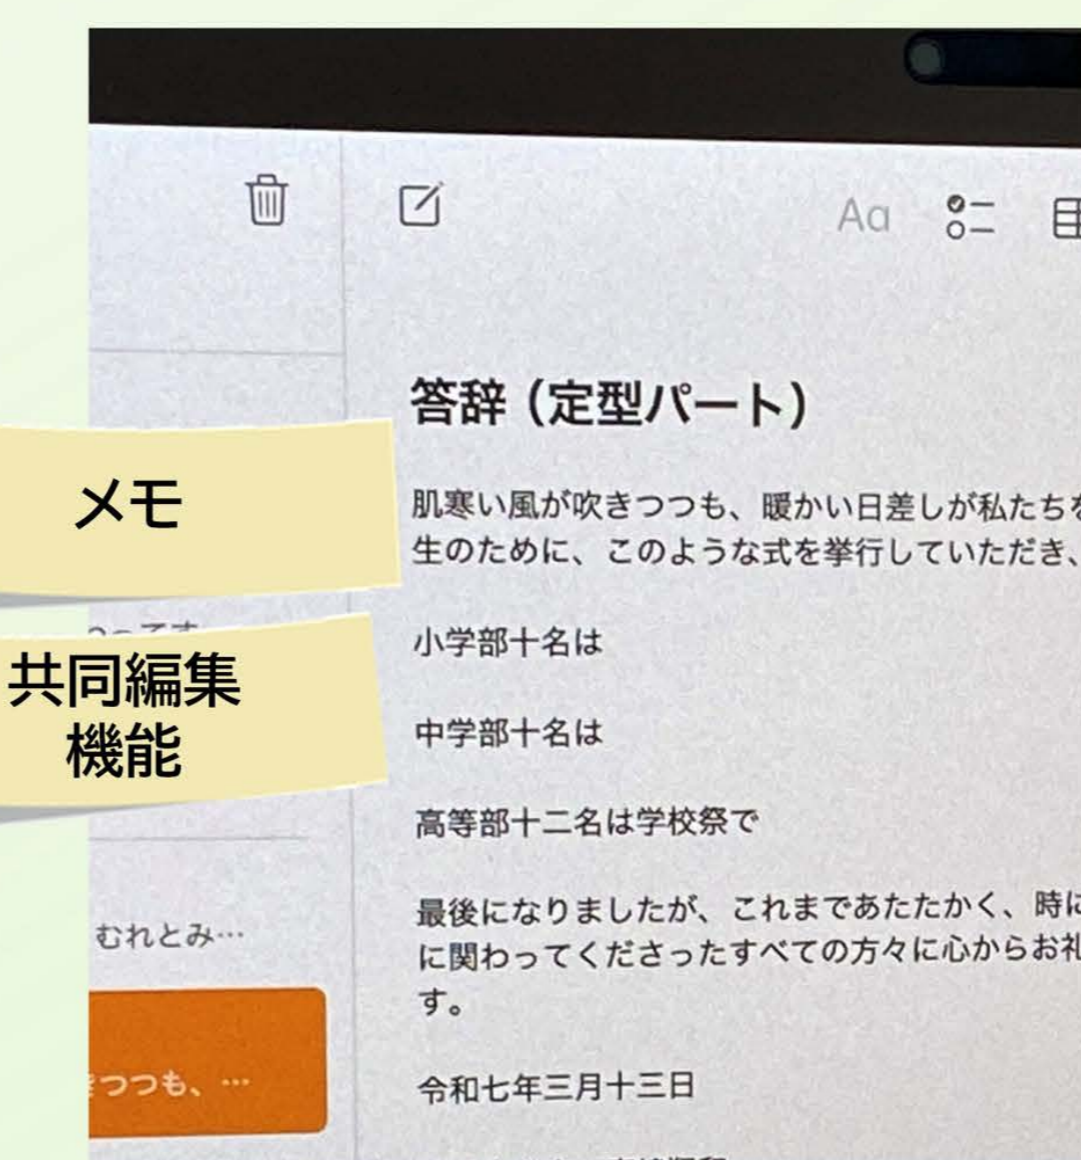 Aa
答辞（定型パート）
メモ
肌寒い風が吹きつつも、暖かい日差しが私たちを
生のために、このような式を挙行していただき、
共同編集
機能
小学部十名は
中学部十名は
高等部十二名は学校祭で
むれとみ…
最後になりましたが、これまであたたかく、時に
に関わってくださったすべての方々に心からお礼
す。
きつつも、…
令和七年三月十三日